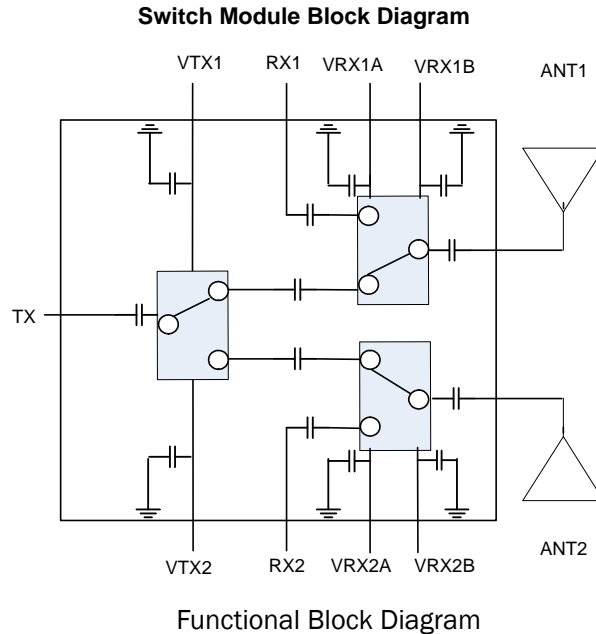 Switch Module Block Diagram
VTX1 RX1 VRX1A VRX1B ANT1
TX
VTX2 RX2 VRX2A VRX2B ANT2
Functional Block Diagram